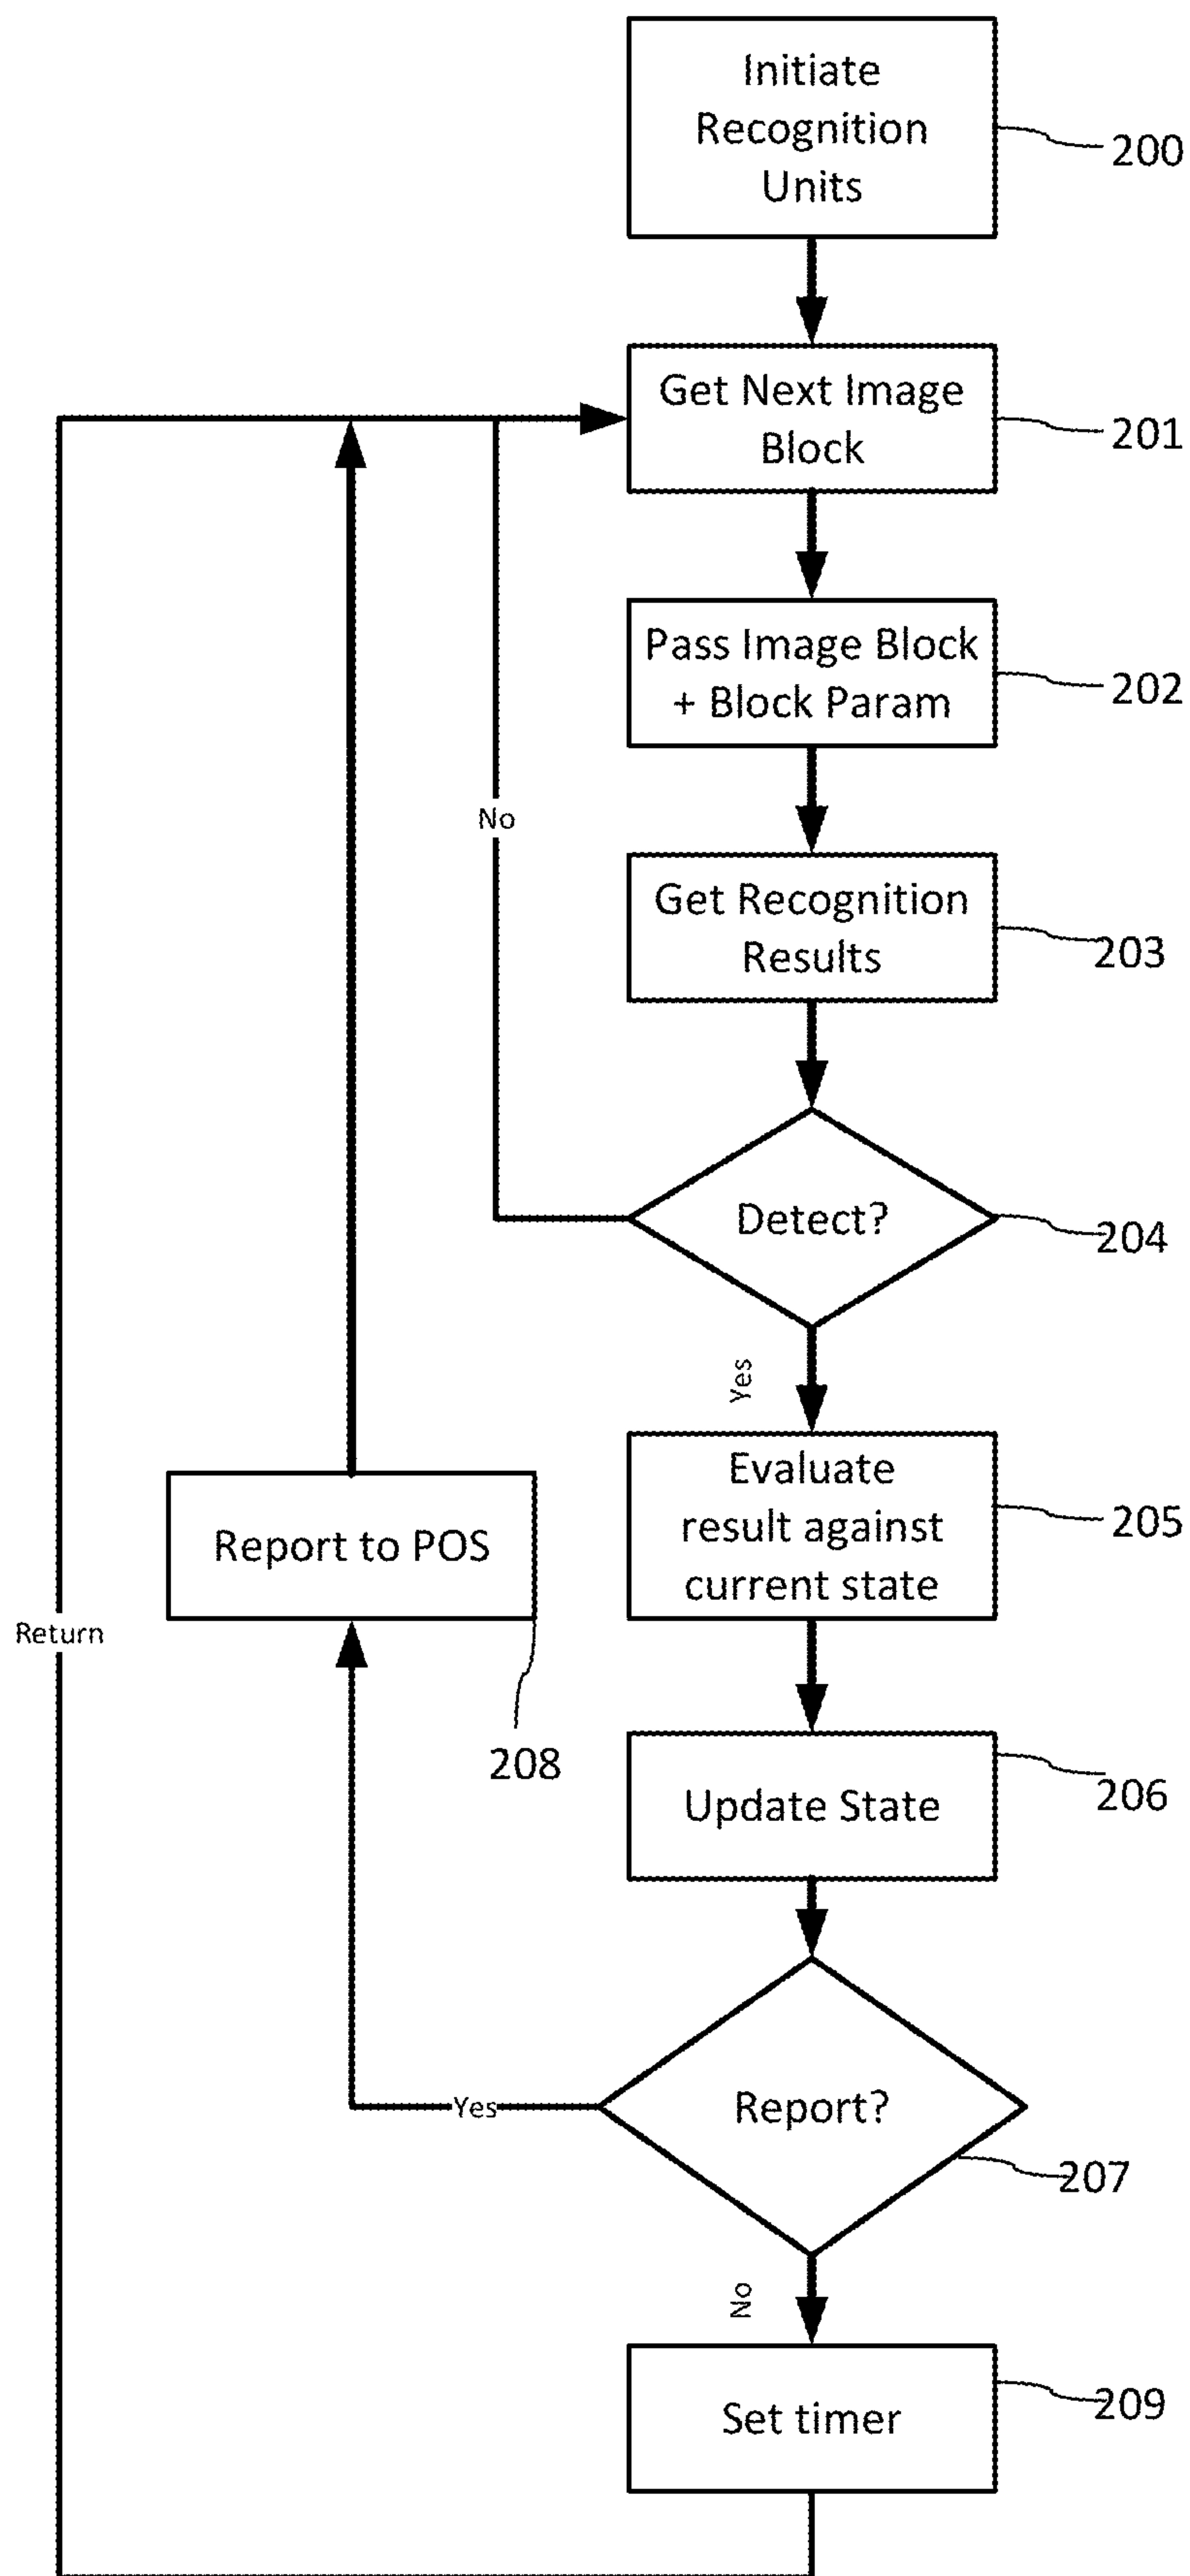 Initiate
Recognition
Units
200
Get Next Image
Block
201
Pass Image Block
+ Block Param
202
No
Get Recognition
Results
203
Detect?
204
Yes
Evaluate
result against
current state
205
Report to POS
Return
208
Update State
206
Report?
Yes
207
No
Set timer
209